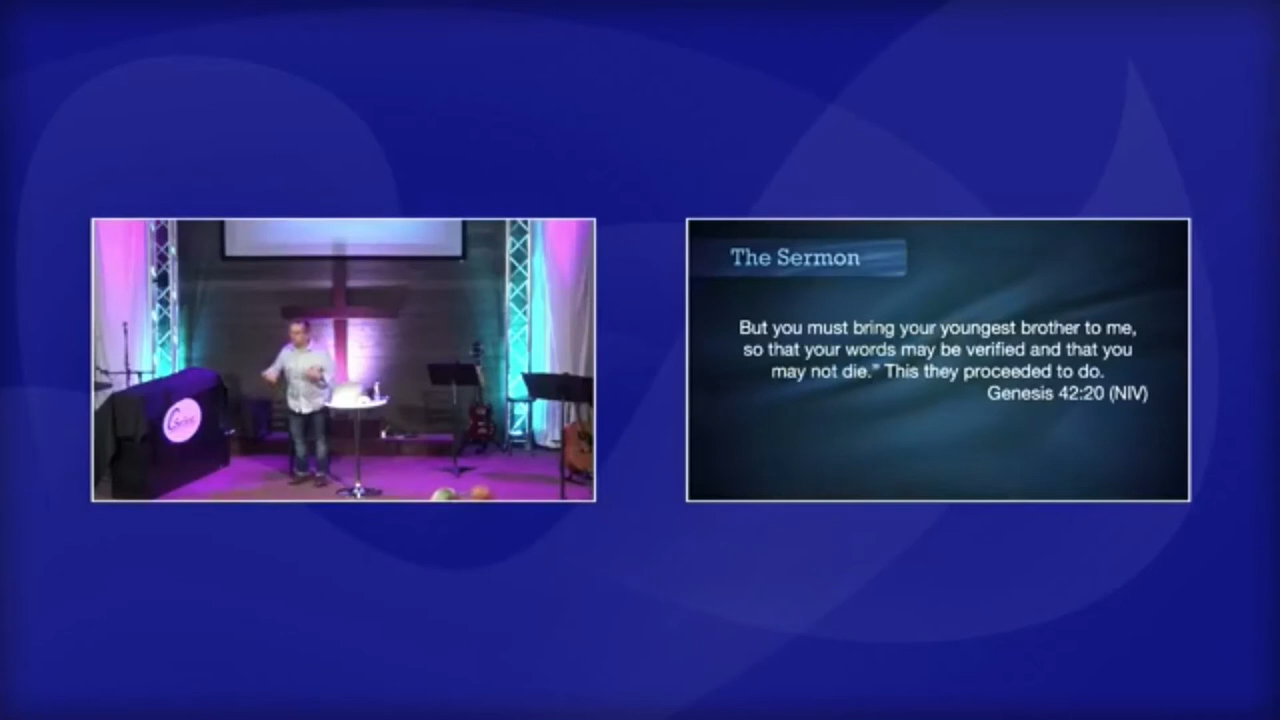 The Sermon
But you must bring your youngest brother to me,
so that your words may be verified and that you
may not die.” This they proceeded to do.
Genesis 42:20 (NIV)